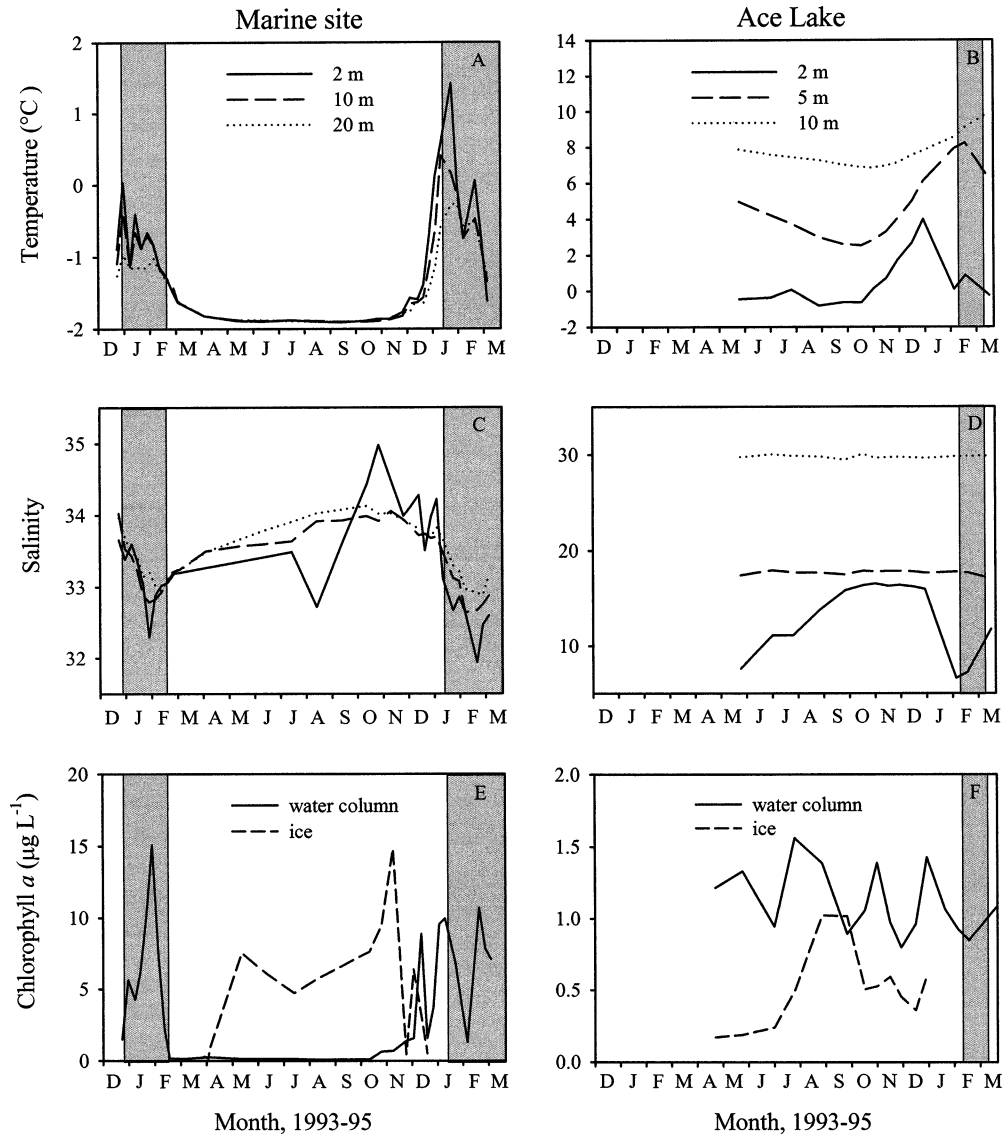 Marine site
Ace Lake
Temperature (°C)
2
1
0
-1
-2
A
2 m
10 m
20 m
D J F M A M J J A S O N D J F M
14
12
10
8
6
4
2
0
-2
B
2 m
5 m
10 m
D J F M A M J J A S O N D J F M
Salinity
35
34
33
32
C
D J F M A M J J A S O N D J F M
30
20
10
D
D J F M A M J J A S O N D J F M
Chlorophyll a (µg L-1)
20
15
10
5
0
E
water column
ice
D J F M A M J J A S O N D J F M
Month, 1993-95
2.0
1.5
1.0
0.5
0.0
F
water column
ice
D J F M A M J J A S O N D J F M
Month, 1993-95